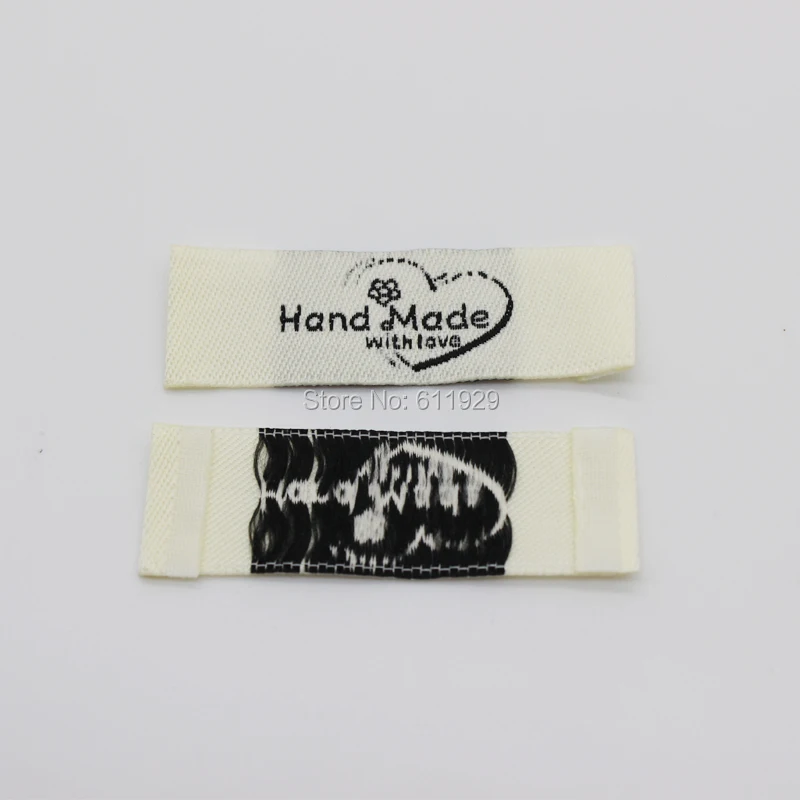 Hand Made
with love
Store No: 611929